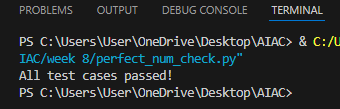 PROBLEMS OUTPUT DEBUG CONSOLE TERMINAL
PS C:\Users\User\OneDrive\Desktop\AIAC> & C:/U
IAC/week 8/perfect_num_check.py"
All test cases passed!
PS C:\Users\User\OneDrive\Desktop\AIAC>